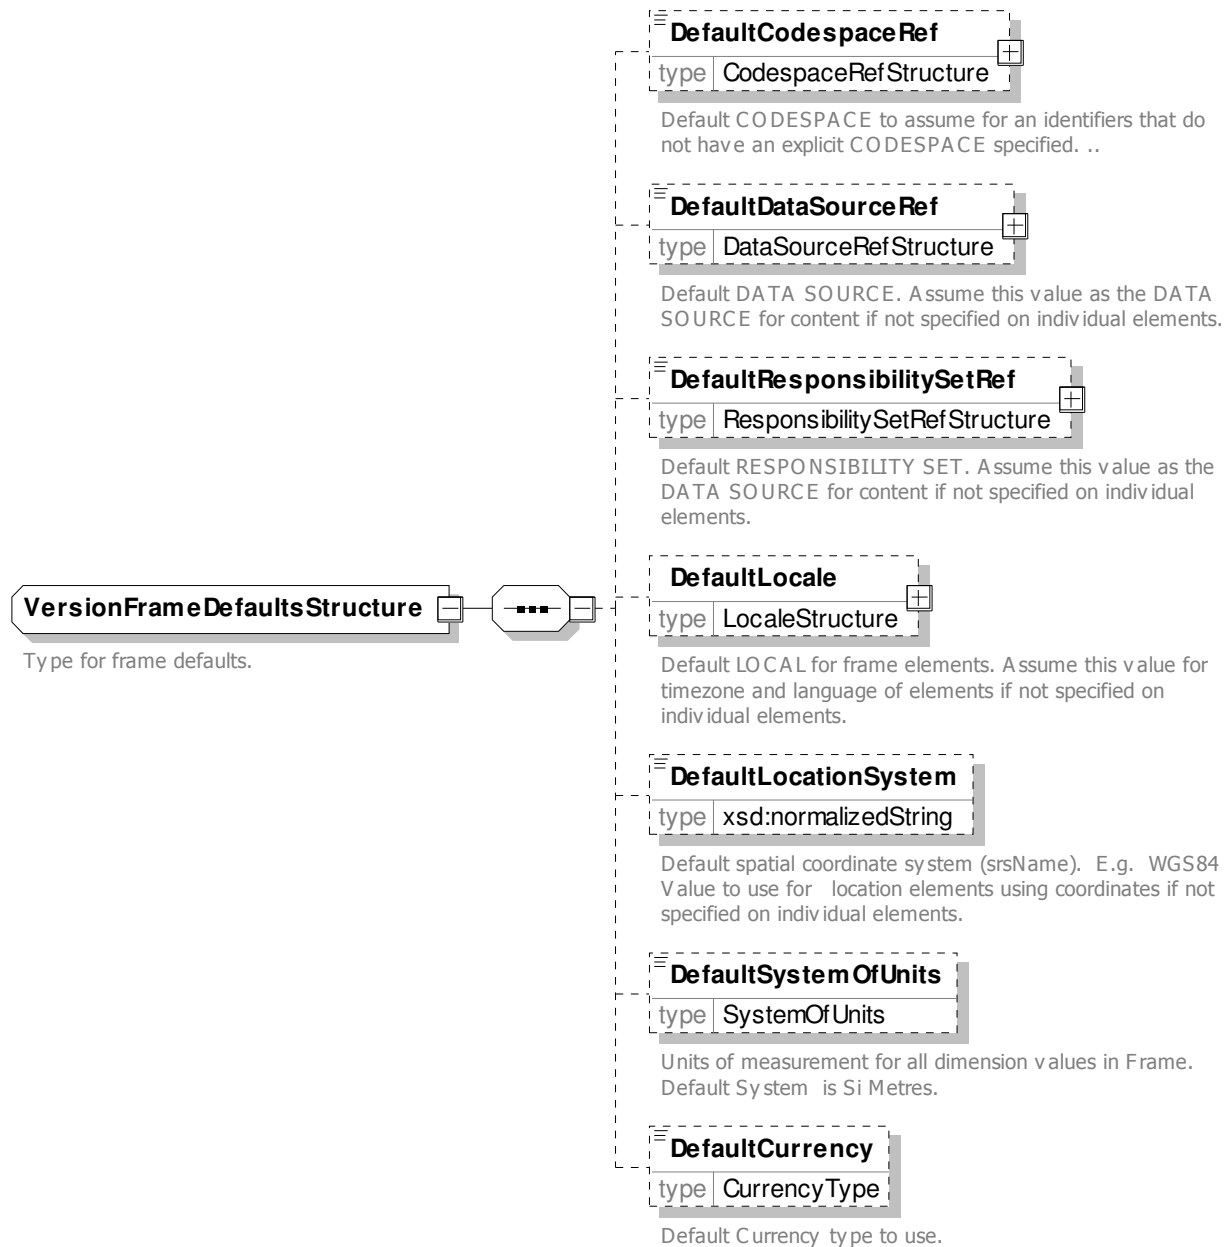 DefaultCodespaceRef
type CodespaceRefStructure
Default CODESPACE to assume for an identifiers that do
not have an explicit CODESPACE specified. ..
DefaultDataSourceRef
type DataSourceRefStructure
Default DATA SOURCE. Assume this value as the DATA
SOURCE for content if not specified on individual elements.
DefaultResponsibilitySetRef
type ResponsibilitySetRefStructure
Default RESPONSIBILITY SET. Assume this value as the
DATA SOURCE for content if not specified on individual
elements.
VersionFrameDefaultsStructure
Type for frame defaults.
DefaultLocale
type LocaleStructure
Default LOCAL for frame elements. Assume this value for
timezone and language of elements if not specified on
individual elements.
DefaultLocationSystem
type xsd:normalizedString
Default spatial coordinate system (srsName). E.g. WGS84
Value to use for location elements using coordinates if not
specified on individual elements.
DefaultSystemOfUnits
type SystemOfUnits
Units of measurement for all dimension values in Frame.
Default System is Si Metres.
DefaultCurrency
type CurrencyType
Default Currency type to use.